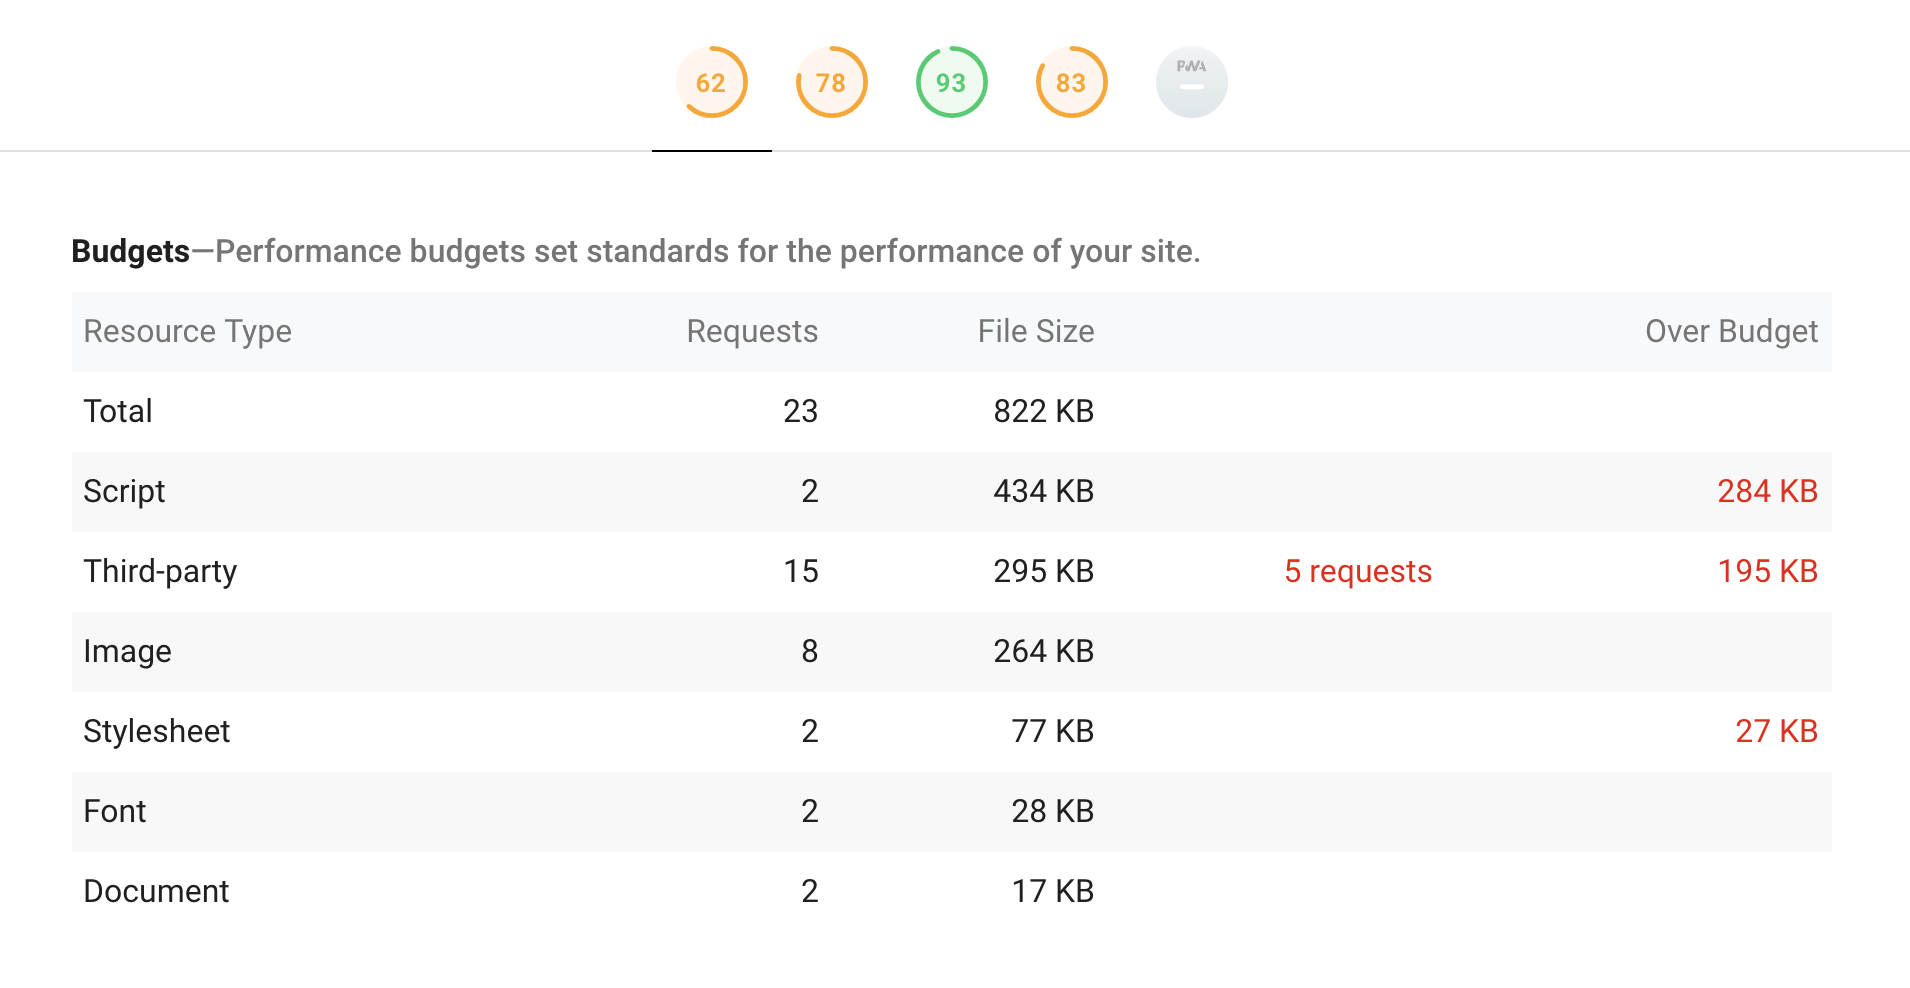 62 78 93 83 PWA
Budgets—Performance budgets set standards for the performance of your site.
Resource Type Requests File Size Over Budget
Total 23 822 KB
Script 2 434 KB 284 KB
Third-party 15 295 KB 5 requests 195 KB
Image 8 264 KB
Stylesheet 2 77 KB 27 KB
Font 2 28 KB
Document 2 17 KB